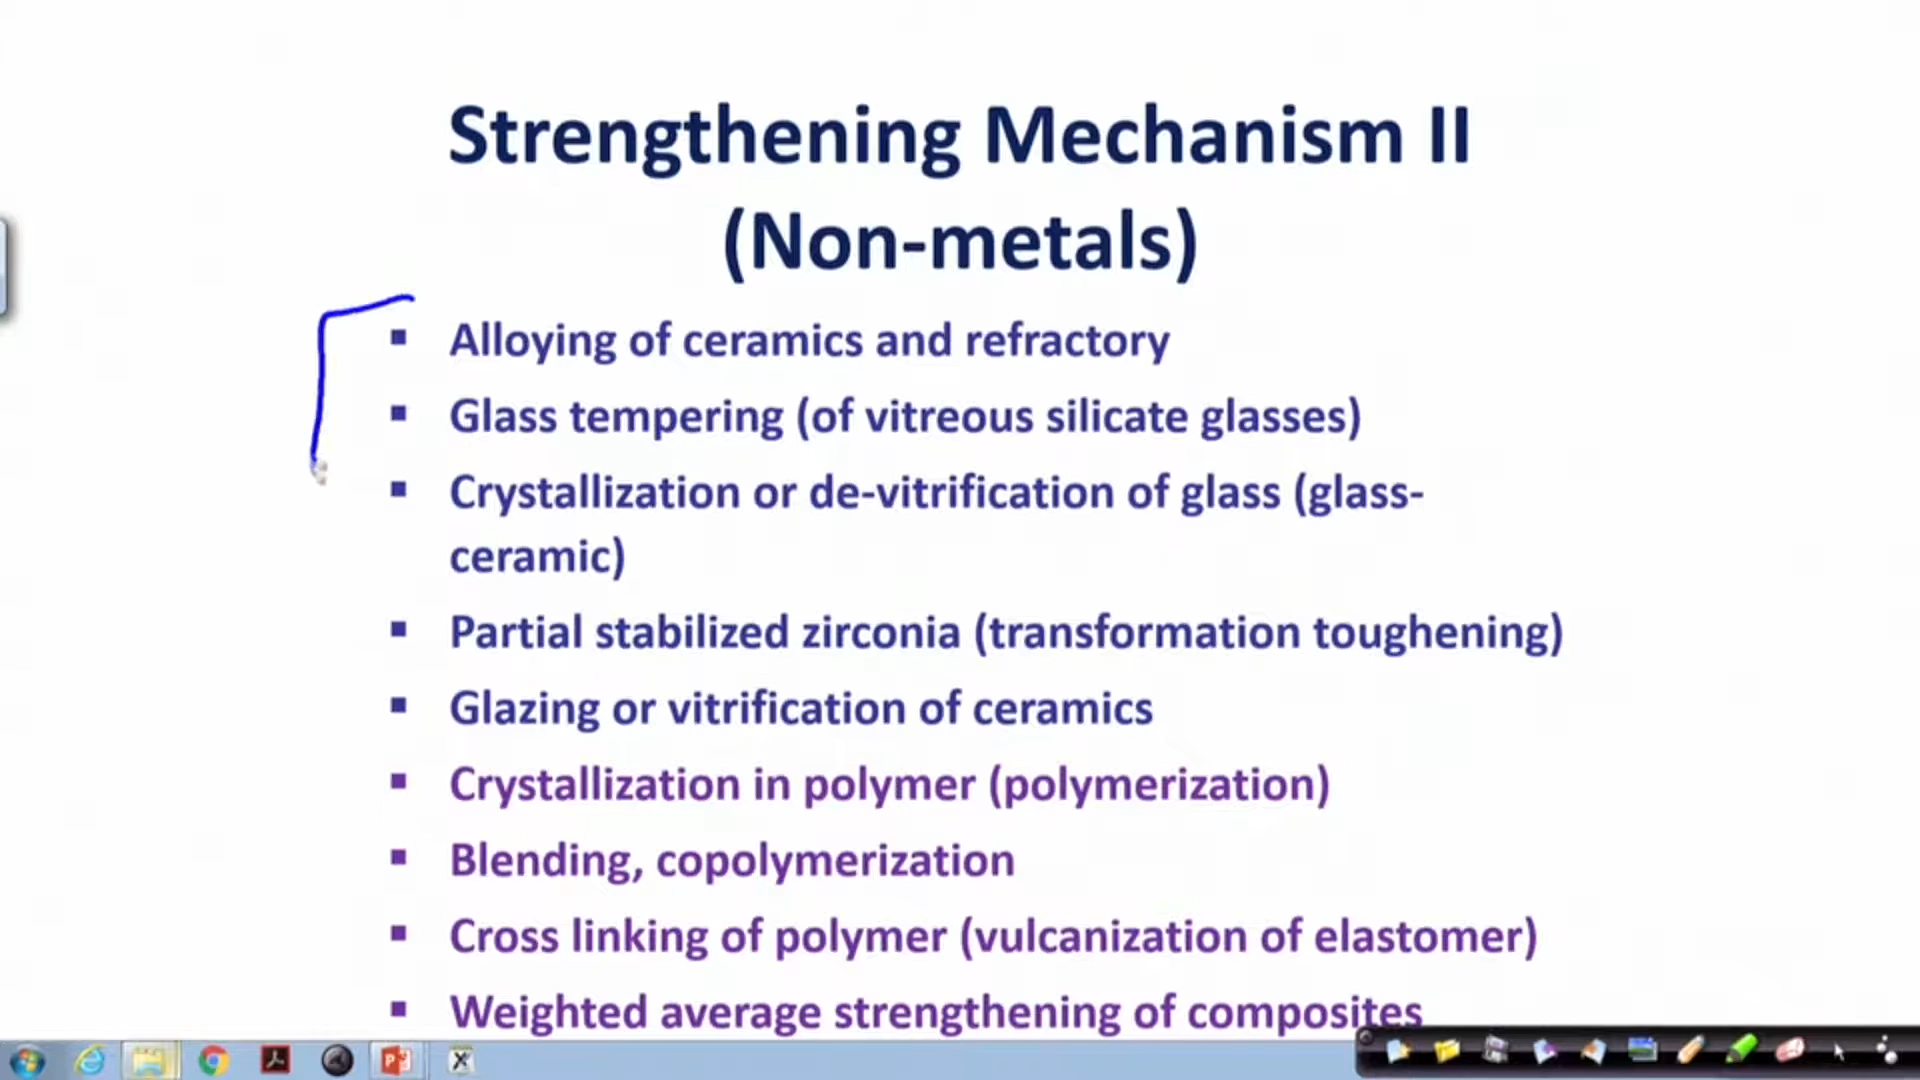 Strengthening Mechanism II
(Non-metals)
▪ Alloying of ceramics and refractory
▪ Glass tempering (of vitreous silicate glasses)
▪ Crystallization or de-vitrification of glass (glass-
ceramic)
▪ Partial stabilized zirconia (transformation toughening)
▪ Glazing or vitrification of ceramics
▪ Crystallization in polymer (polymerization)
▪ Blending, copolymerization
▪ Cross linking of polymer (vulcanization of elastomer)
▪ Weighted average strengthening of composites